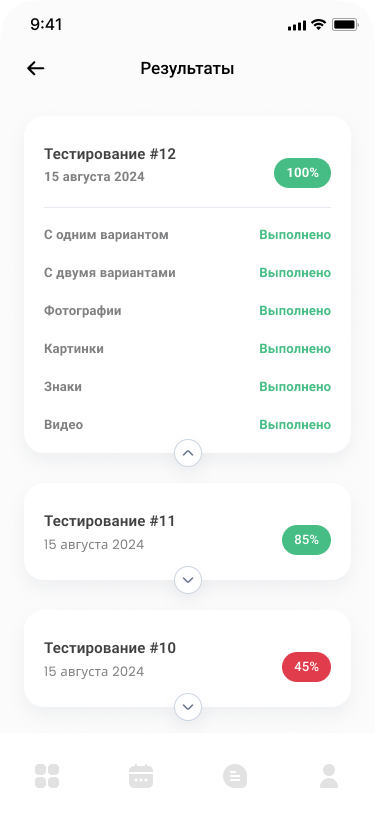 9:41
Результаты
Тестирование #12
15 августа 2024
100%
С одним вариантом Выполнено
С двумя вариантами Выполнено
Фотографии Выполнено
Картинки Выполнено
Знаки Выполнено
Видео Выполнено
Тестирование #11
15 августа 2024
85%
Тестирование #10
15 августа 2024
45%